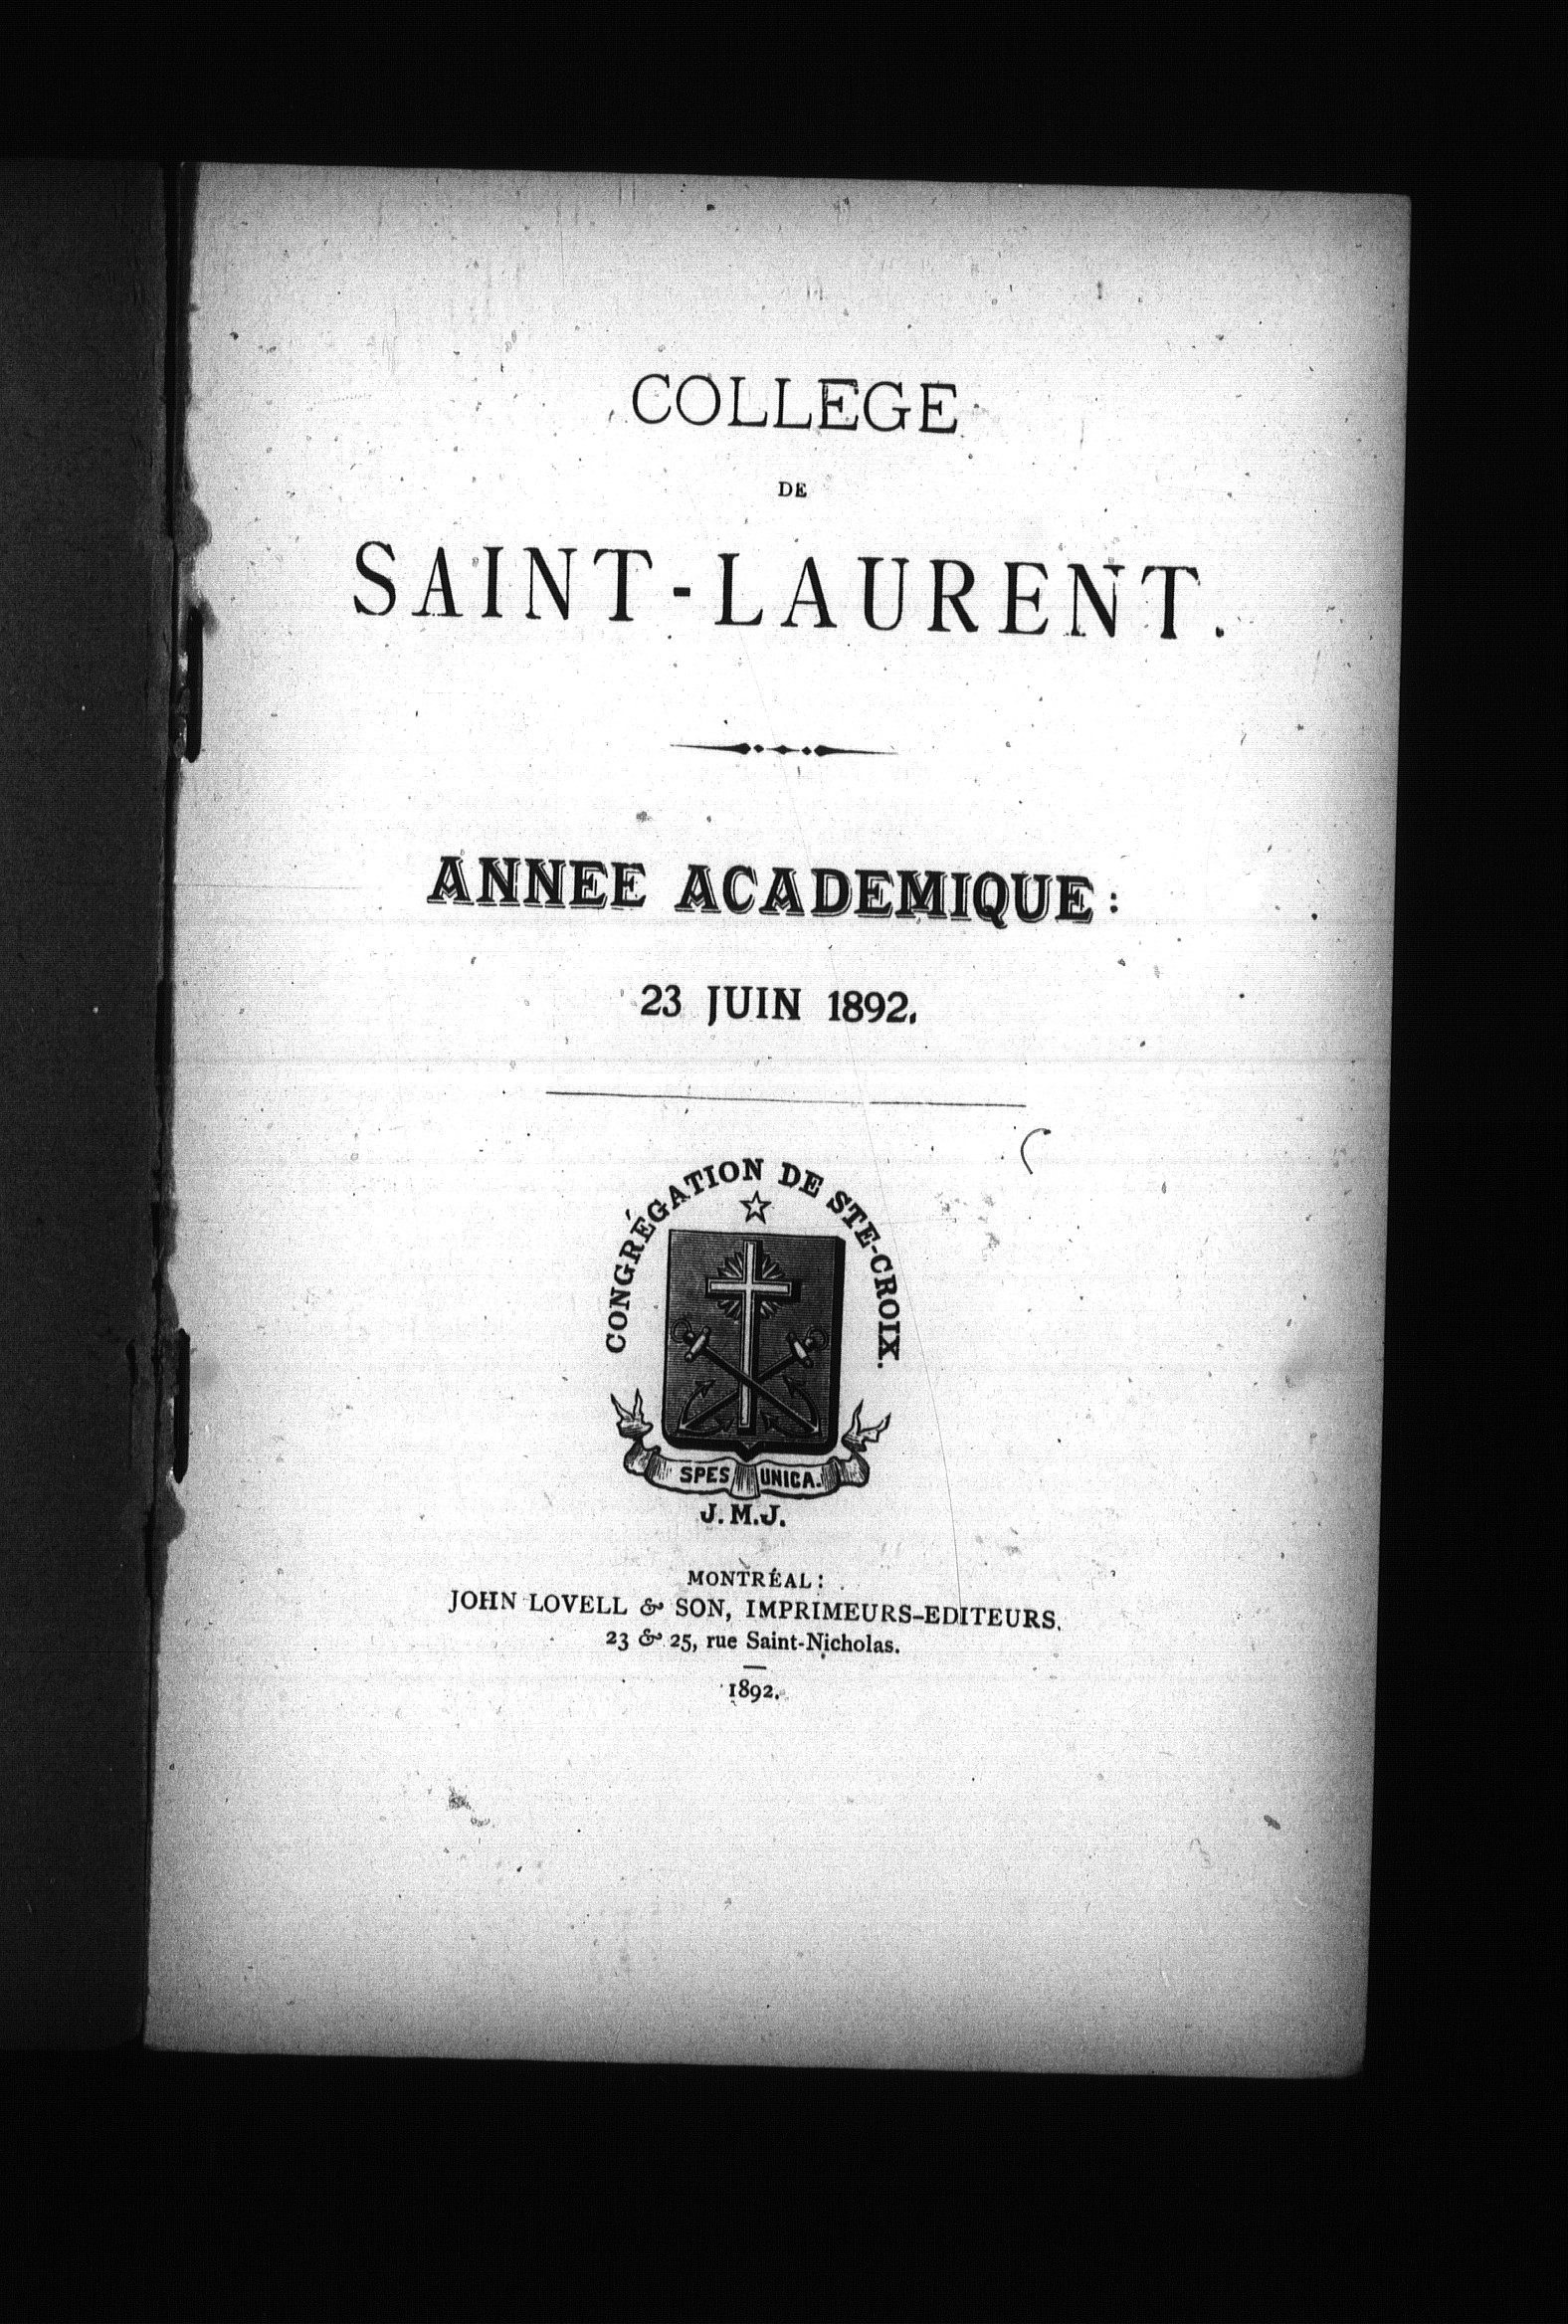 COLLEGE
DE
SAINT-LAURENT.
ANNEE ACADEMIQUE:
23 JUIN 1892.
CONGRÉGATION DE STE-CROIX.
SPES UNICA.
J. M. J.
MONTRÉAL:
JOHN LOVELL & SON, IMPRIMEURS-EDITEURS.
23 & 25, rue Saint-Nicholas.
1892.